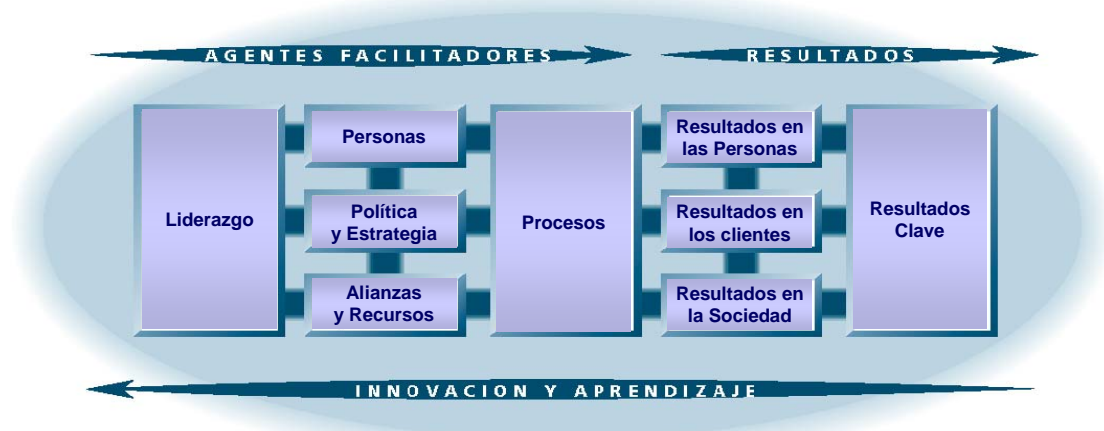 AGENTES FACILITADORES
RESULTADOS
Liderazgo
Personas
Política
y Estrategia
Alianzas
y Recursos
Procesos
Resultados en
las Personas
Resultados en
los clientes
Resultados en
la Sociedad
Resultados
Clave
INNOVACION Y APRENDIZAJE